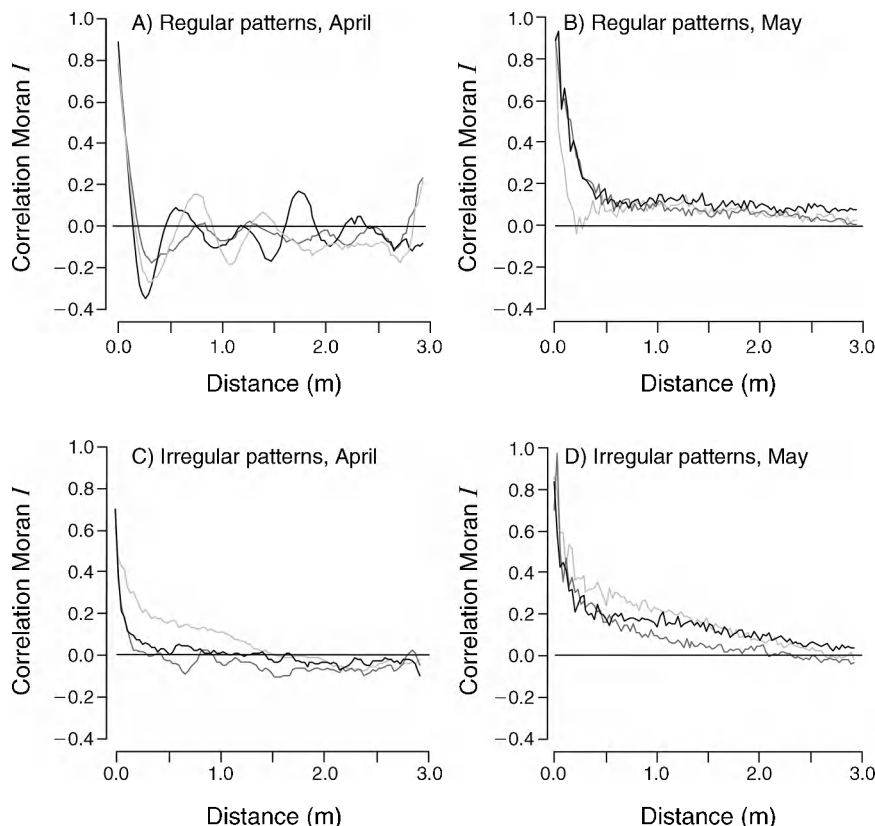 A) Regular patterns, April
Correlation Moran I
1.0
0.8
0.6
0.4
0.2
0.0
−0.2
−0.4
0.0 1.0 2.0 3.0
Distance (m)
B) Regular patterns, May
Correlation Moran I
1.0
0.8
0.6
0.4
0.2
0.0
−0.2
−0.4
0.0 1.0 2.0 3.0
Distance (m)
C) Irregular patterns, April
Correlation Moran I
1.0
0.8
0.6
0.4
0.2
0.0
−0.2
−0.4
0.0 1.0 2.0 3.0
Distance (m)
D) Irregular patterns, May
Correlation Moran I
1.0
0.8
0.6
0.4
0.2
0.0
−0.2
−0.4
0.0 1.0 2.0 3.0
Distance (m)